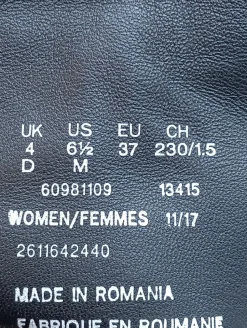 UK US EU CH
4 6½ 37 230/1.5
D M
60981109 13415
WOMEN/FEMMES 11/17
2611642440
MADE IN ROMANIA
FABRIQUE EN ROUMANIE